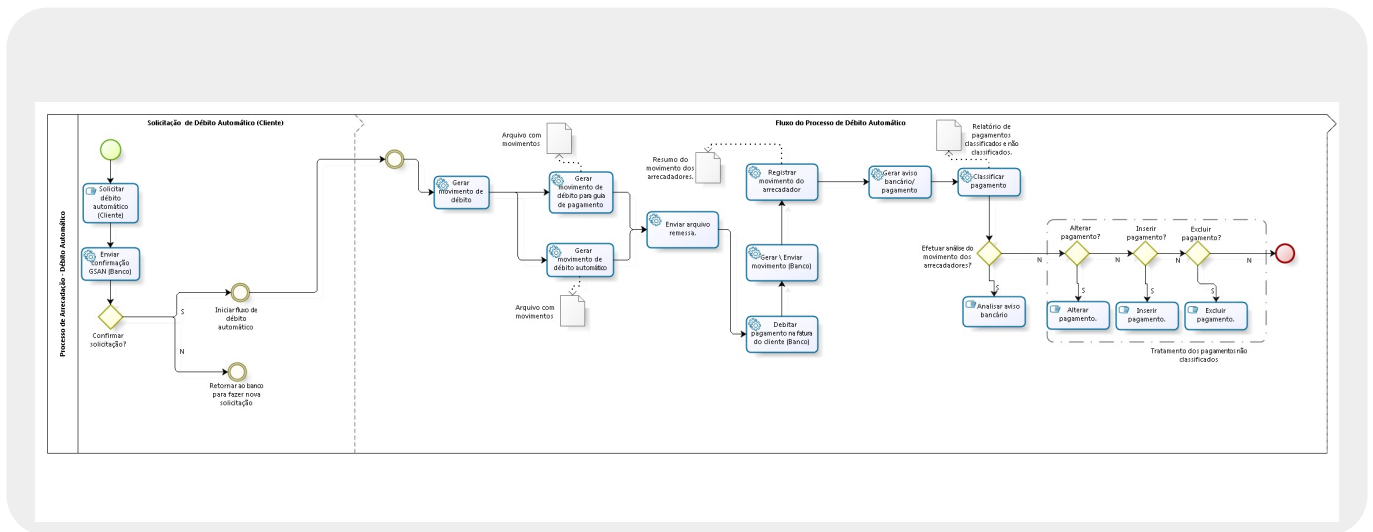 Processo de Arrecadação - Débito Automático
Solicitação de Débito Automático (Cliente)
Solicitar
débito
automático
(Cliente)
Enviar
confirmação
GSAN (Banco)
Confirmar
solicitação?
S
N
Iniciar fluxo de
débito
automático
Retornar ao banco
para fazer nova
solicitação
Fluxo do Processo de Débito Automático
Gerar
movimento de
débito
Arquivo com
movimentos
Gerar
movimento de
débito para guia
de pagamento
Gerar
movimento de
débito automático
Arquivo com
movimentos
Enviar arquivo
remessa.
Resumo do
movimento dos
arrecadadores.
Registrar
movimento do
arrecadador
Gerar \ Enviar
movimento (Banco)
Debitar
pagamento na fatura
do cliente (Banco)
Gerar aviso
bancário/
pagamento
Relatório de
pagamentos
classificados e não
classificados.
Classificar
pagamento
Efetuar análise do
movimento dos
arrecadadores?
S
N
Analisar aviso
bancário
Alterar
pagamento?
N
S
Alterar
pagamento.
Inserir
pagamento?
N
S
Inserir
pagamento.
Excluir
pagamento?
N
S
Excluir
pagamento.
Tratamento dos pagamentos não
classificados